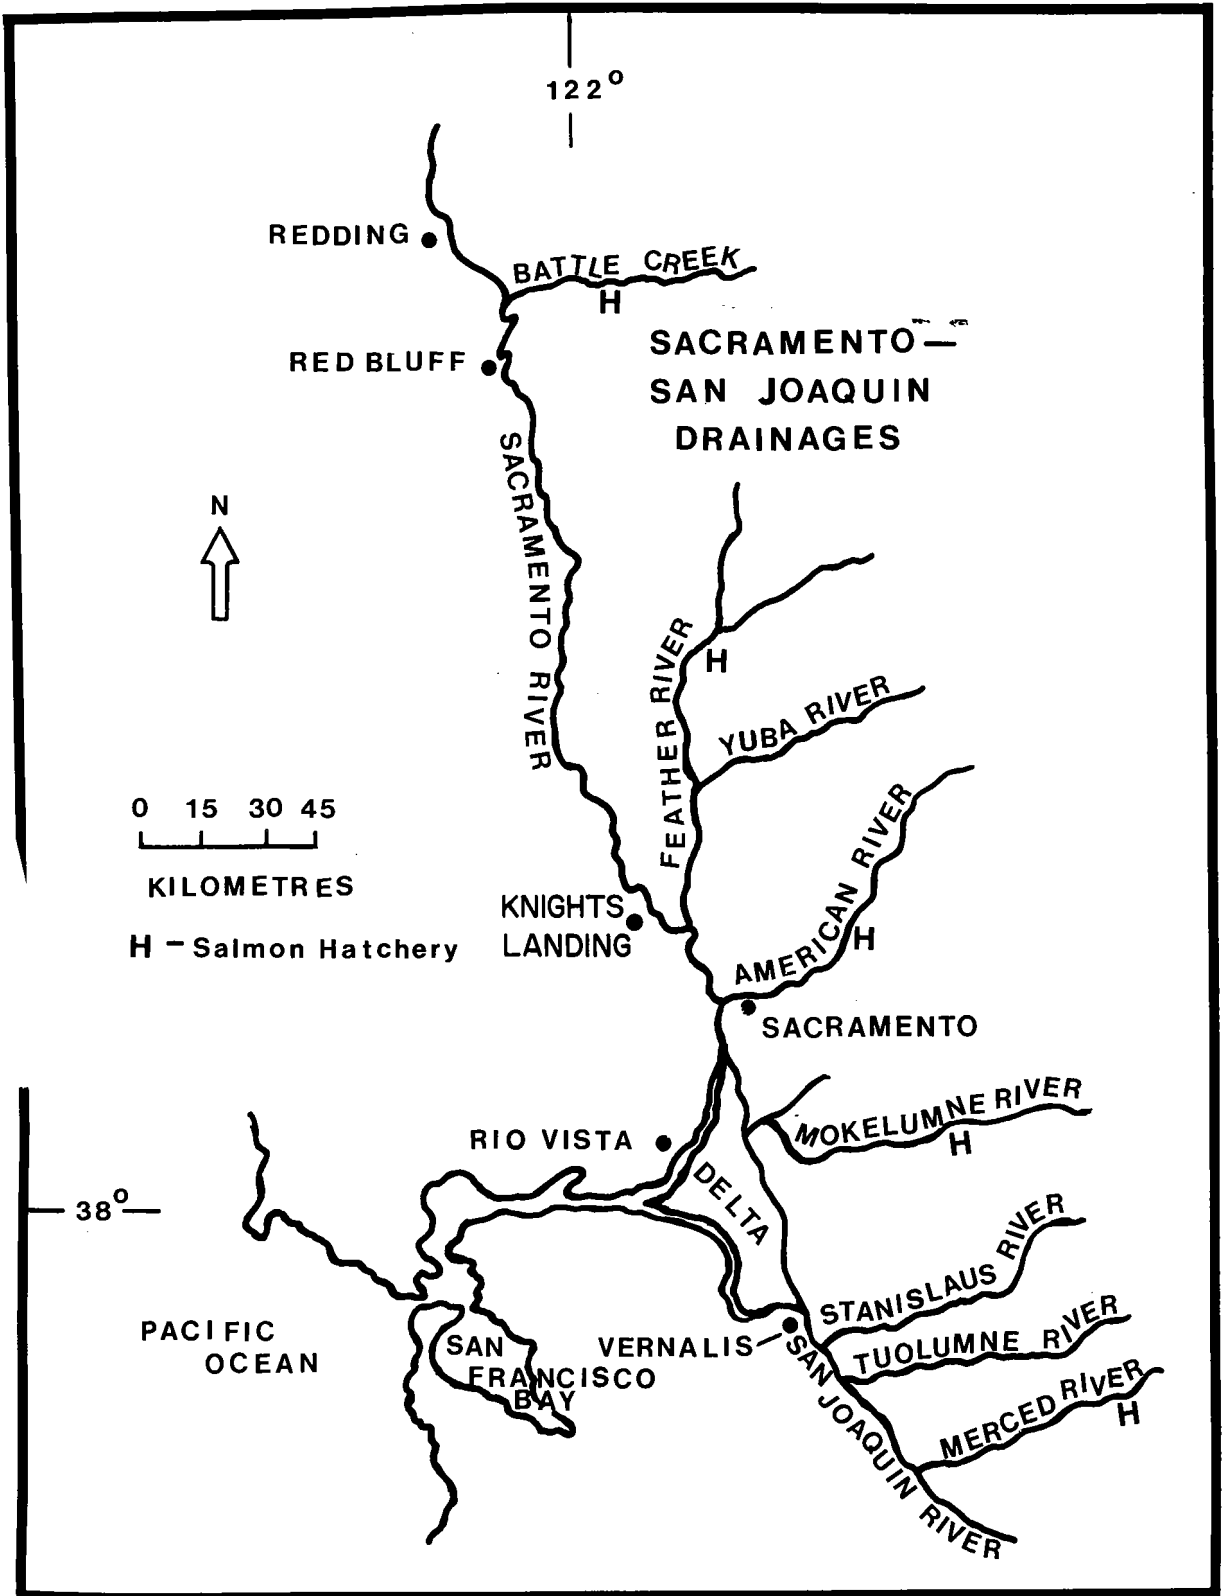 122°
REDDING
BATTLE CREEK
H
SACRAMENTO—
SAN JOAQUIN
DRAINAGES
RED BLUFF
SACRAMENTO RIVER
N
FEATHER RIVER
H
YUBA RIVER
0 15 30 45
KILOMETRES
H – Salmon Hatchery
KNIGHTS
LANDING
AMERICAN RIVER
H
SACRAMENTO
MOKELUMNE RIVER
H
RIO VISTA
DELTA
38°
STANISLAUS RIVER
PACIFIC
OCEAN
SAN
FRANCISCO
BAY
VERNALIS
TUOLUMNE RIVER
MERCED RIVER
H
SAN JOAQUIN RIVER